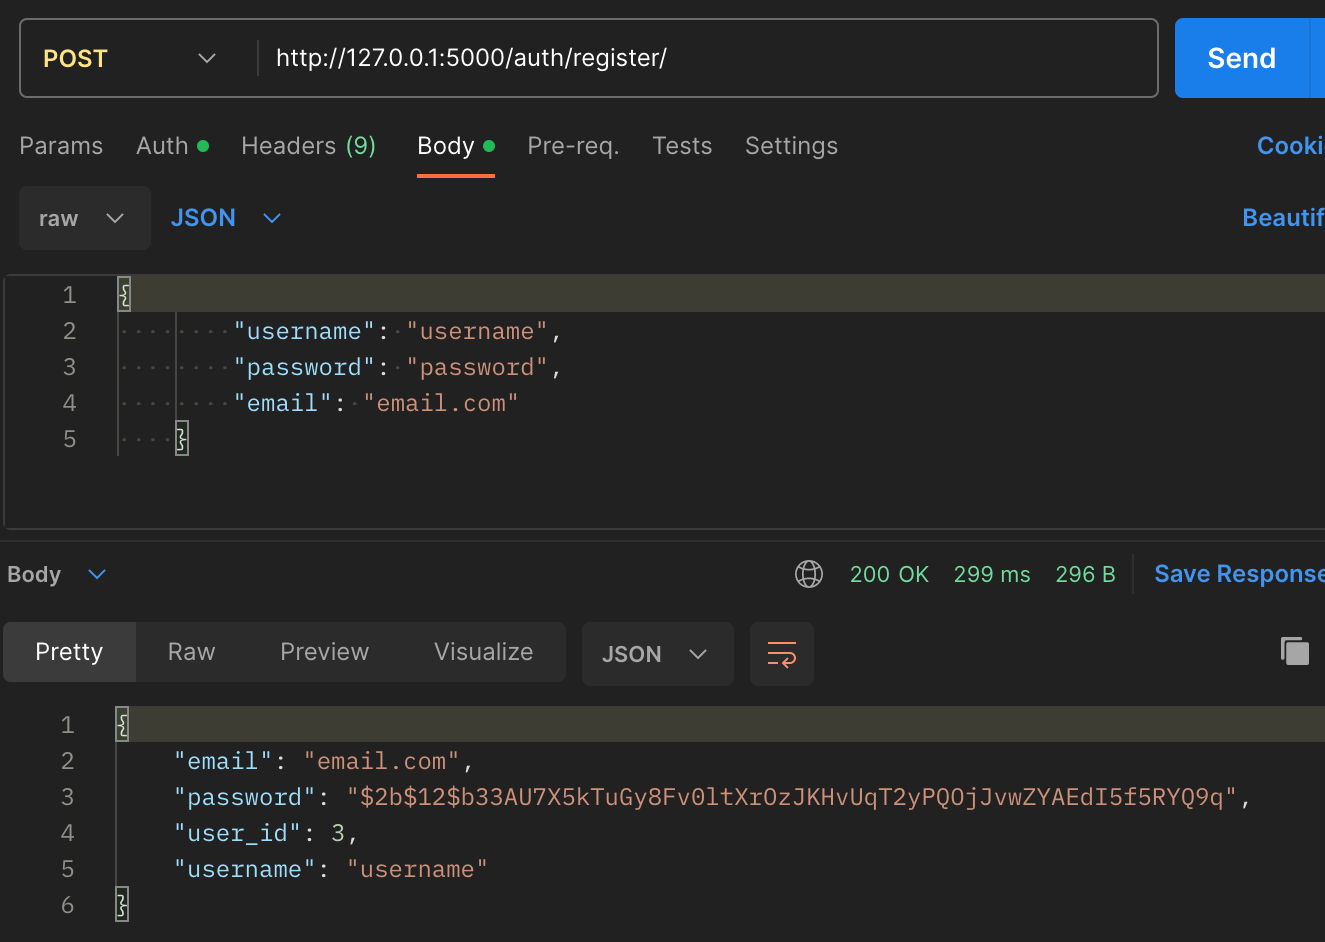 POST http://127.0.0.1:5000/auth/register/ Send
Params Auth Headers (9) Body Pre-req. Tests Settings Cooki
raw JSON Beautif
1 {
2 "username": "username",
3 "password": "password",
4 "email": "email.com"
5 }
Body 200 OK 299 ms 296 B Save Response
Pretty Raw Preview Visualize JSON
1 {
2 "email": "email.com",
3 "password": "$2b$12$b33AU7X5kTuGy8Fv0ltXrOzJKHvUqT2yPQOjJvwZYAEdI5f5RYQ9q",
4 "user_id": 3,
5 "username": "username"
6 }